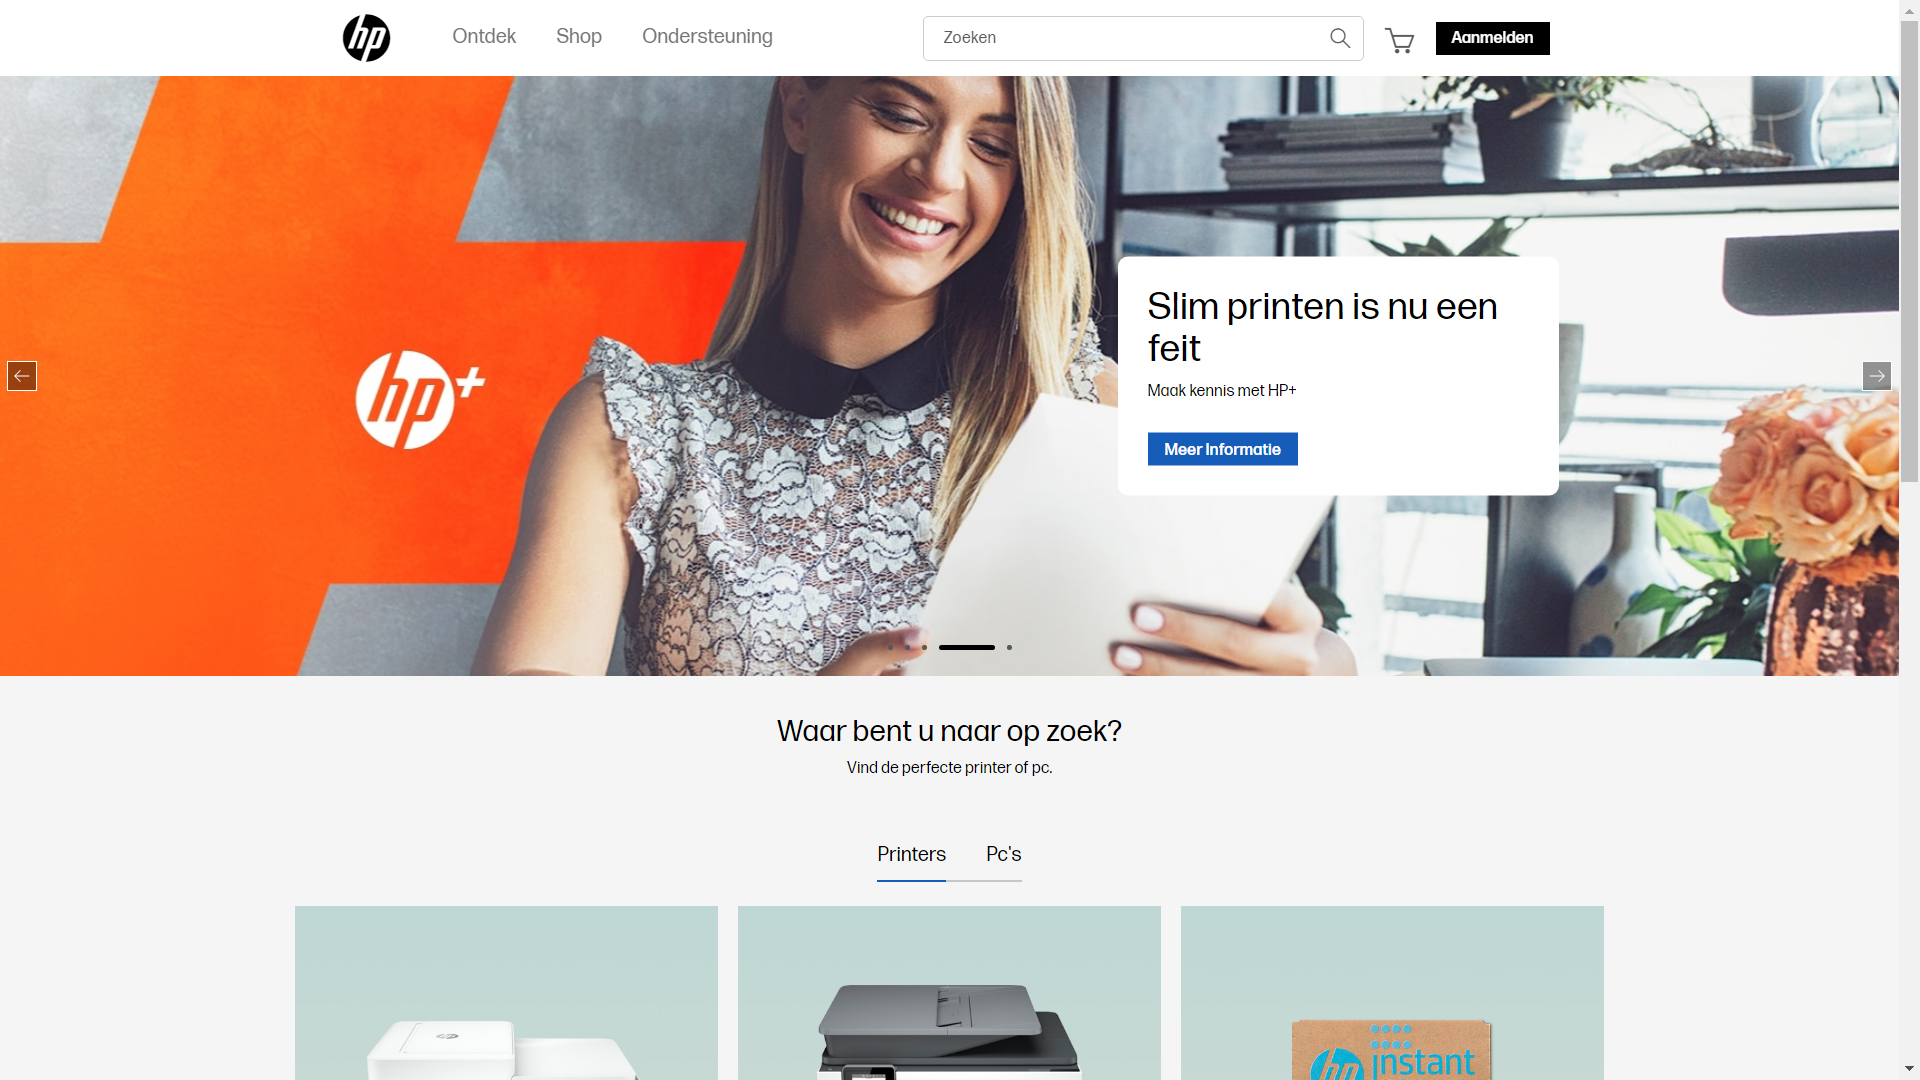 hp
Ontdek
Shop
Ondersteuning
Zoeken
Aanmelden
hp+
Slim printen is nu een
feit
Maak kennis met HP+
Meer Informatie
Waar bent u naar op zoek?
Vind de perfecte printer of pc.
Printers
Pc's
hp instant